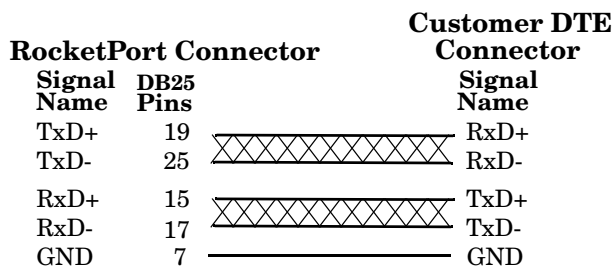 Customer DTE
RocketPort Connector Connector
Signal DB25 Signal
Name Pins Name
TxD+ 19 RxD+
TxD- 25 RxD-
RxD+ 15 TxD+
RxD- 17 TxD-
GND 7 GND